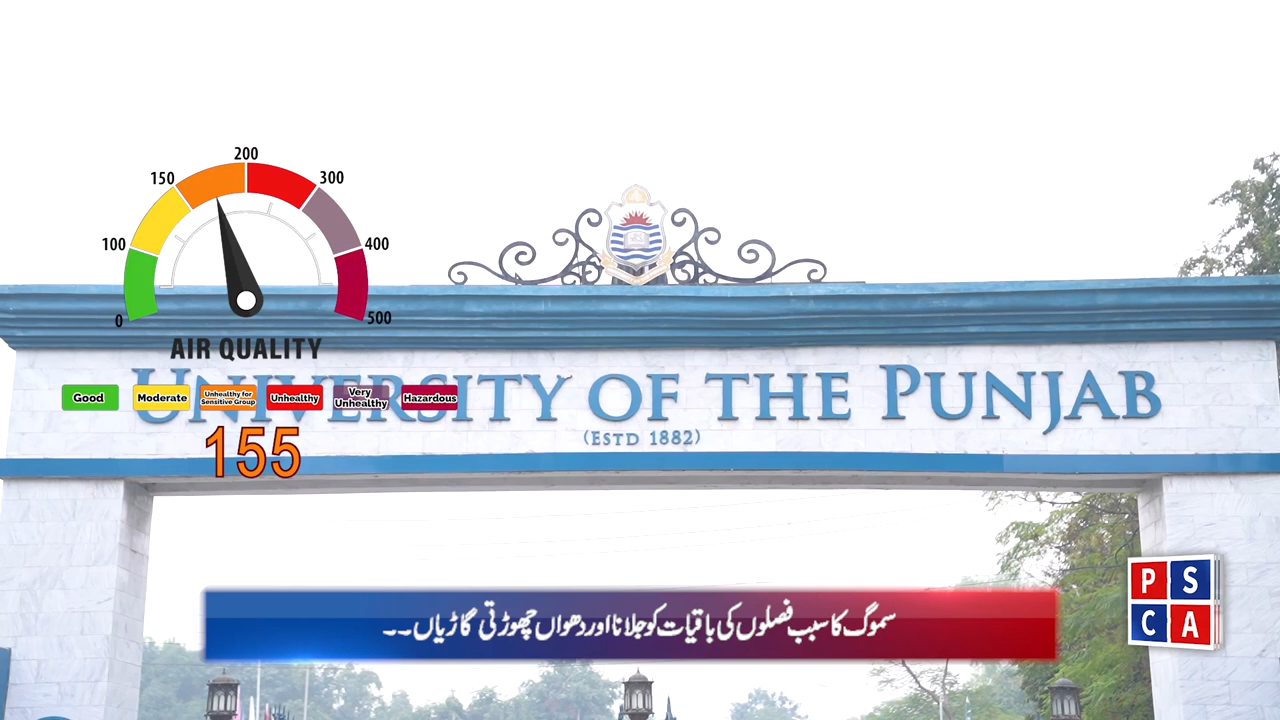 200
150
300
100
400
0
500
AIR QUALITY
Good
Moderate
Unhealthy for
Sensitive Group
Unhealthy
Very
Unhealthy
Hazardous
155
UNIVERSITY OF THE PUNJAB
(ESTD 1882)
سموگ کا سبب فصلوں کی باقیات کو جلانا اور دھواں چھوڑتی گاڑیاں۔۔
P S
C A